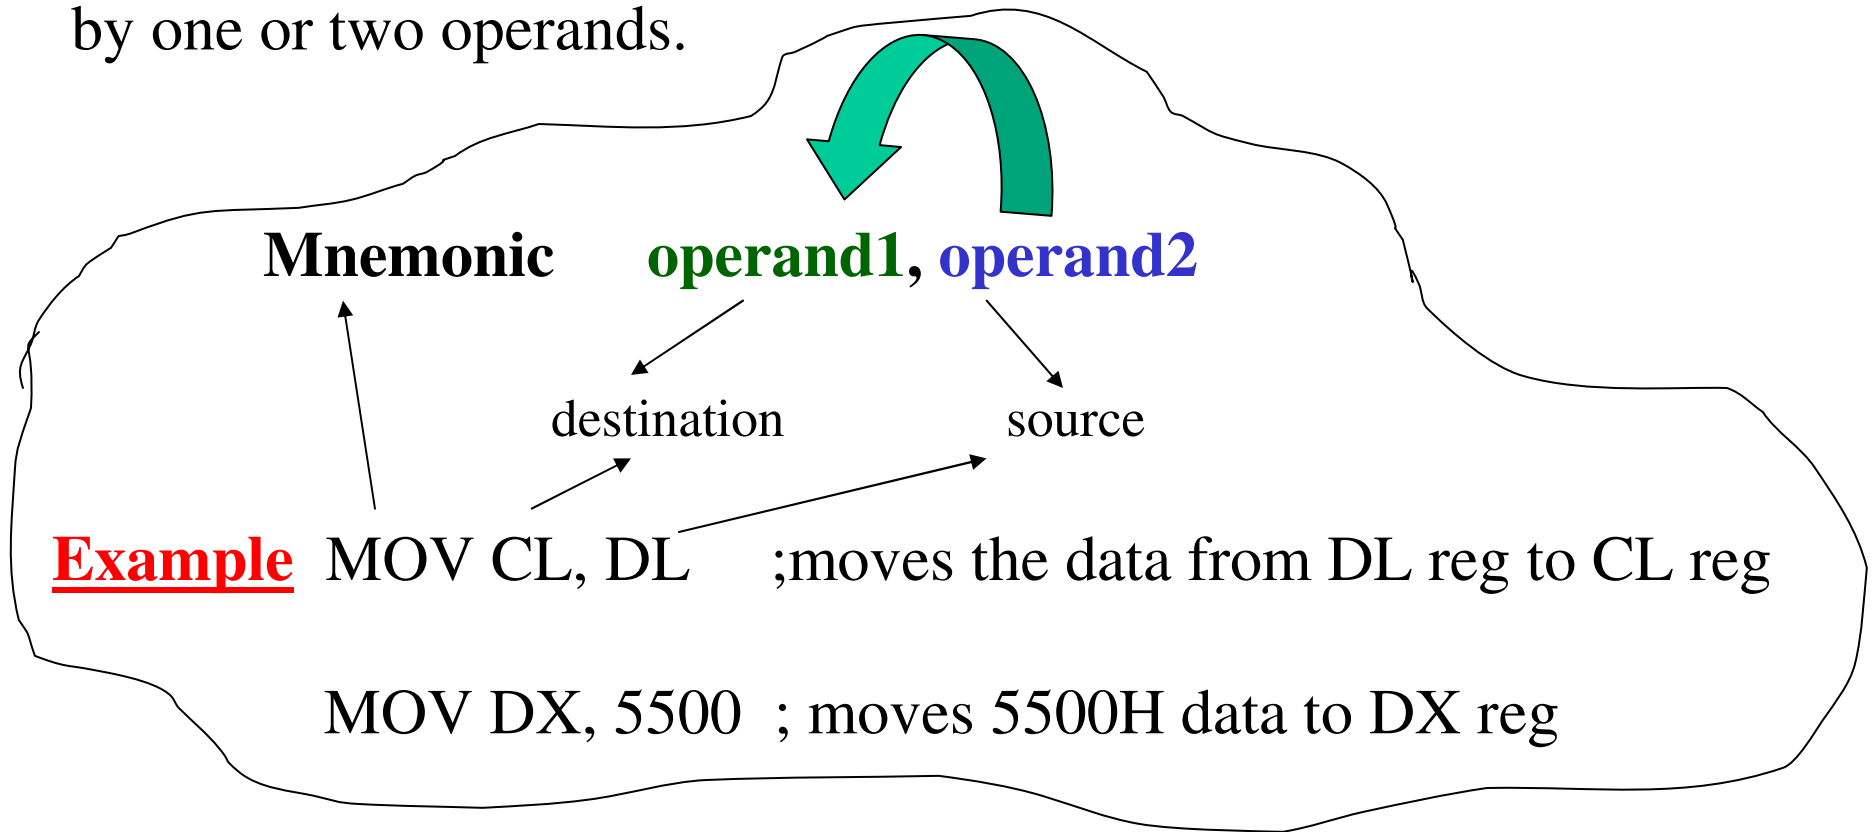 by one or two operands.
Mnemonic operand1, operand2
destination source
Example MOV CL, DL ;moves the data from DL reg to CL reg
MOV DX, 5500 ; moves 5500H data to DX reg